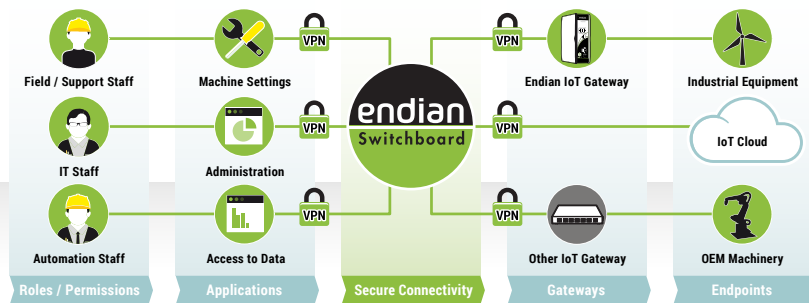 VPN
VPN
Field / Support Staff
Machine Settings
Endian IoT Gateway
Industrial Equipment
endian
Switchboard
VPN
VPN
IoT Cloud
IT Staff
Administration
VPN
VPN
Automation Staff
Access to Data
Other IoT Gateway
OEM Machinery
Roles / Permissions
Applications
Secure Connectivity
Gateways
Endpoints